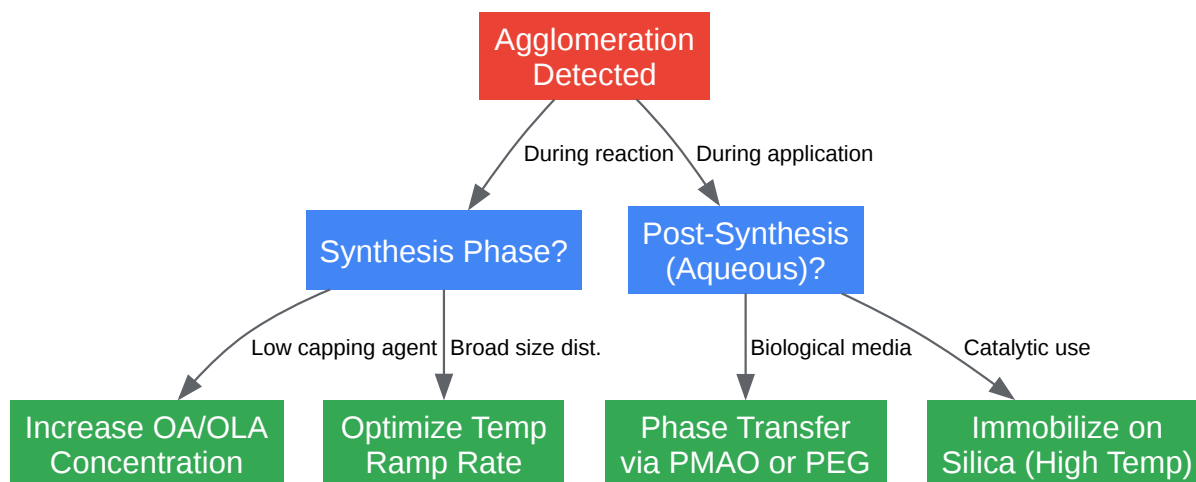 Agglomeration
Detected
During reaction
During application
Synthesis Phase?
Post-Synthesis
(Aqueous)?
Low capping agent
Broad size dist.
Biological media
Catalytic use
Increase OA/OLA
Concentration
Optimize Temp
Ramp Rate
Phase Transfer
via PMAO or PEG
Immobilize on
Silica (High Temp)